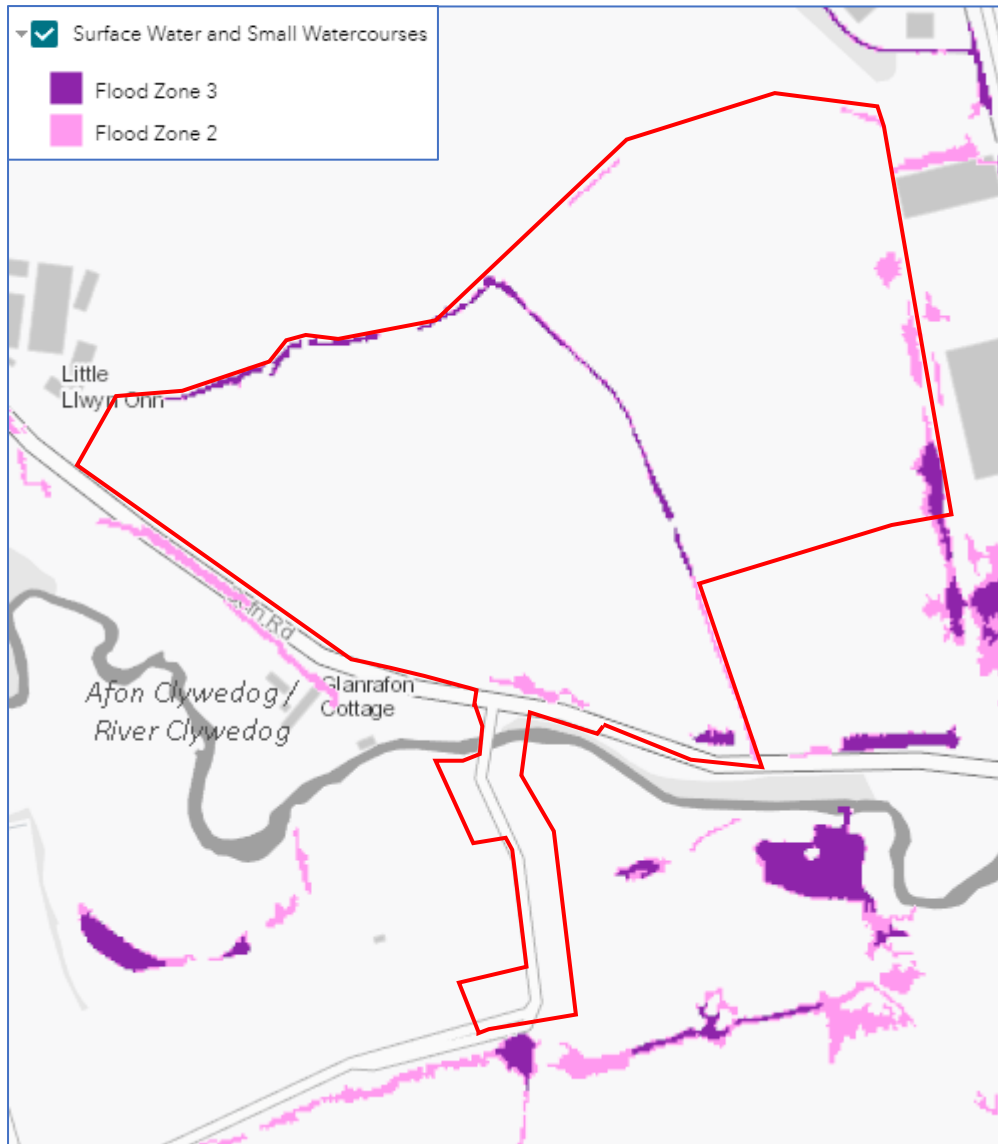 Surface Water and Small Watercourses
Flood Zone 3
Flood Zone 2
Little
Llwyn Onn
Rd
Glanrafon
Cottage
Afon Clywedog /
River Clywedog